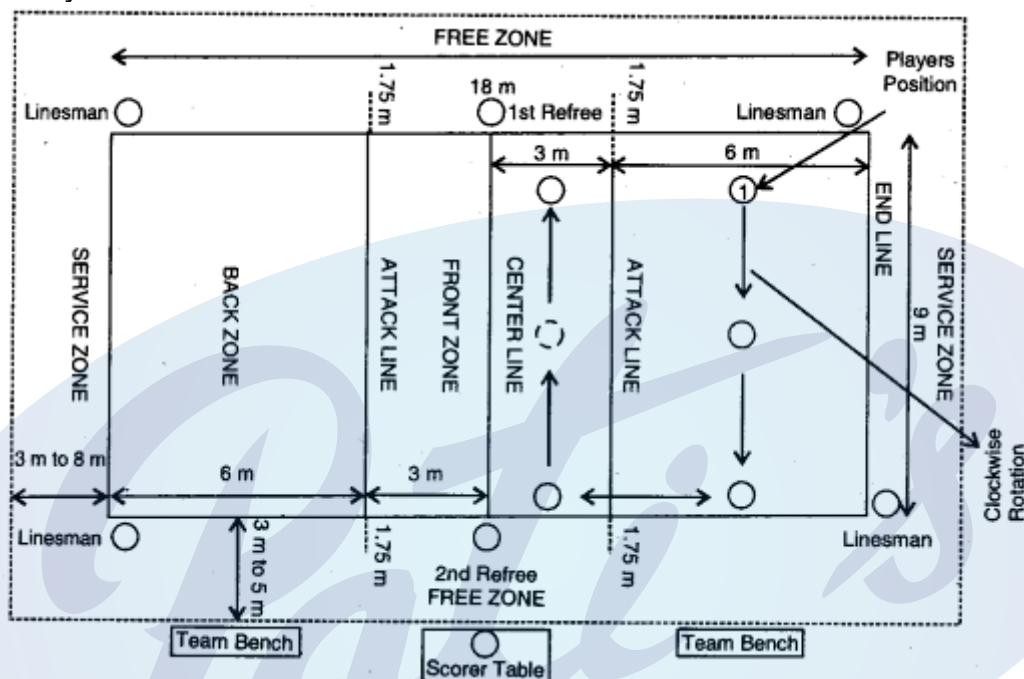 FREE ZONE
Players
Position
1.75 m
18 m
1.75 m
Linesman
1st Refree
Linesman
3 m
6 m
1
SERVICE ZONE
BACK ZONE
ATTACK LINE
FRONT ZONE
CENTER LINE
ATTACK LINE
END LINE
9 m
SERVICE ZONE
3 m to 8 m
6 m
3 m
Clockwise
Rotation
Linesman
3 m to 5 m
1.75 m
2nd Refree
FREE ZONE
1.75 m
Linesman
Team Bench
Scorer Table
Team Bench
Pati's